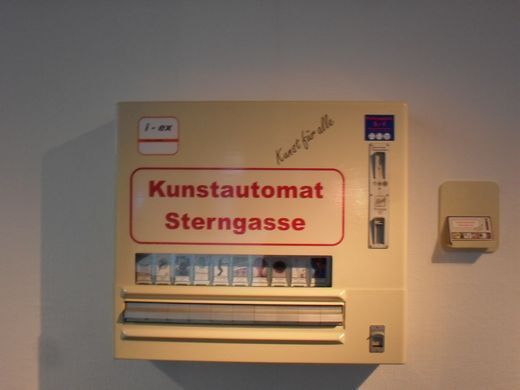 i-ex
Kunst für alle
Kunstautomat
Sterngasse